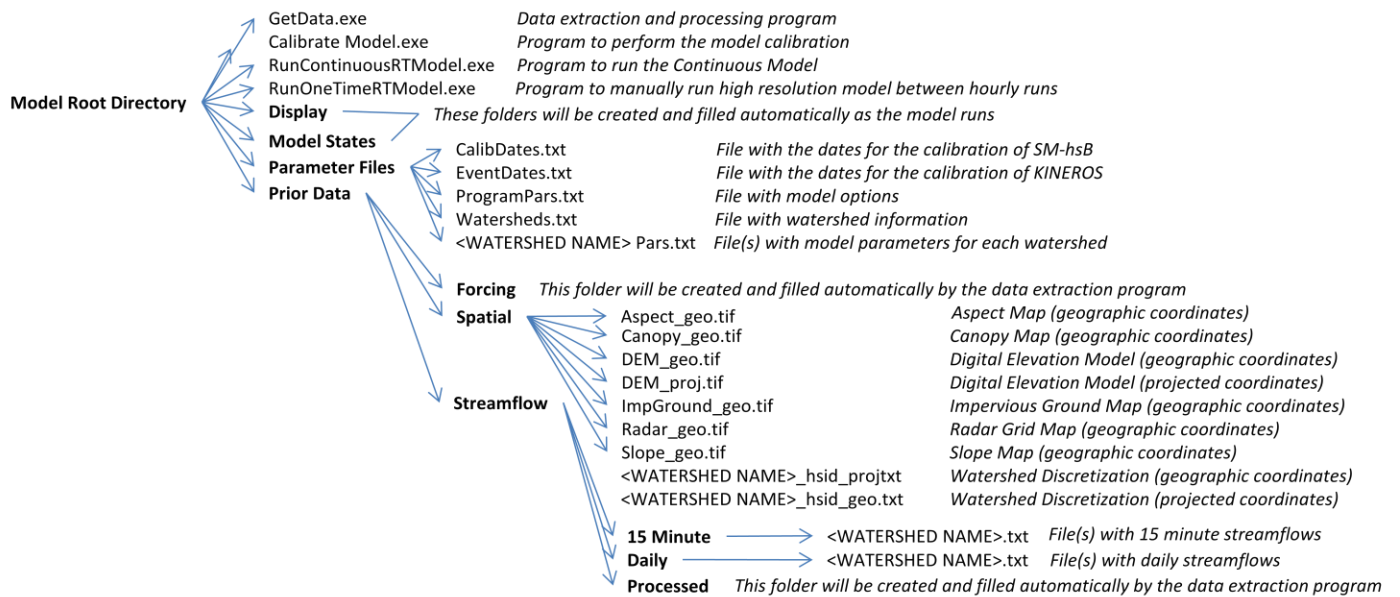 GetData.exe Data extraction and processing program
Calibrate Model.exe Program to perform the model calibration
RunContinuousRTModel.exe Program to run the Continuous Model
RunOneTimeRTModel.exe Program to manually run high resolution model between hourly runs
Model Root Directory
Display These folders will be created and filled automatically as the model runs
Model States
Parameter Files
Prior Data
CalibDates.txt File with the dates for the calibration of SM-hsB
EventDates.txt File with the dates for the calibration of KINEROS
ProgramPars.txt File with model options
Watersheds.txt File with watershed information
<WATERSHED NAME> Pars.txt File(s) with model parameters for each watershed
Forcing This folder will be created and filled automatically by the data extraction program
Spatial
Streamflow
Aspect_geo.tif Aspect Map (geographic coordinates)
Canopy_geo.tif Canopy Map (geographic coordinates)
DEM_geo.tif Digital Elevation Model (geographic coordinates)
DEM_proj.tif Digital Elevation Model (projected coordinates)
ImpGround_geo.tif Impervious Ground Map (geographic coordinates)
Radar_geo.tif Radar Grid Map (geographic coordinates)
Slope_geo.tif Slope Map (geographic coordinates)
<WATERSHED NAME>_hsid_projtxt Watershed Discretization (geographic coordinates)
<WATERSHED NAME>_hsid_geo.txt Watershed Discretization (projected coordinates)
15 Minute <WATERSHED NAME>.txt File(s) with 15 minute streamflows
Daily <WATERSHED NAME>.txt File(s) with daily streamflows
Processed This folder will be created and filled automatically by the data extraction program